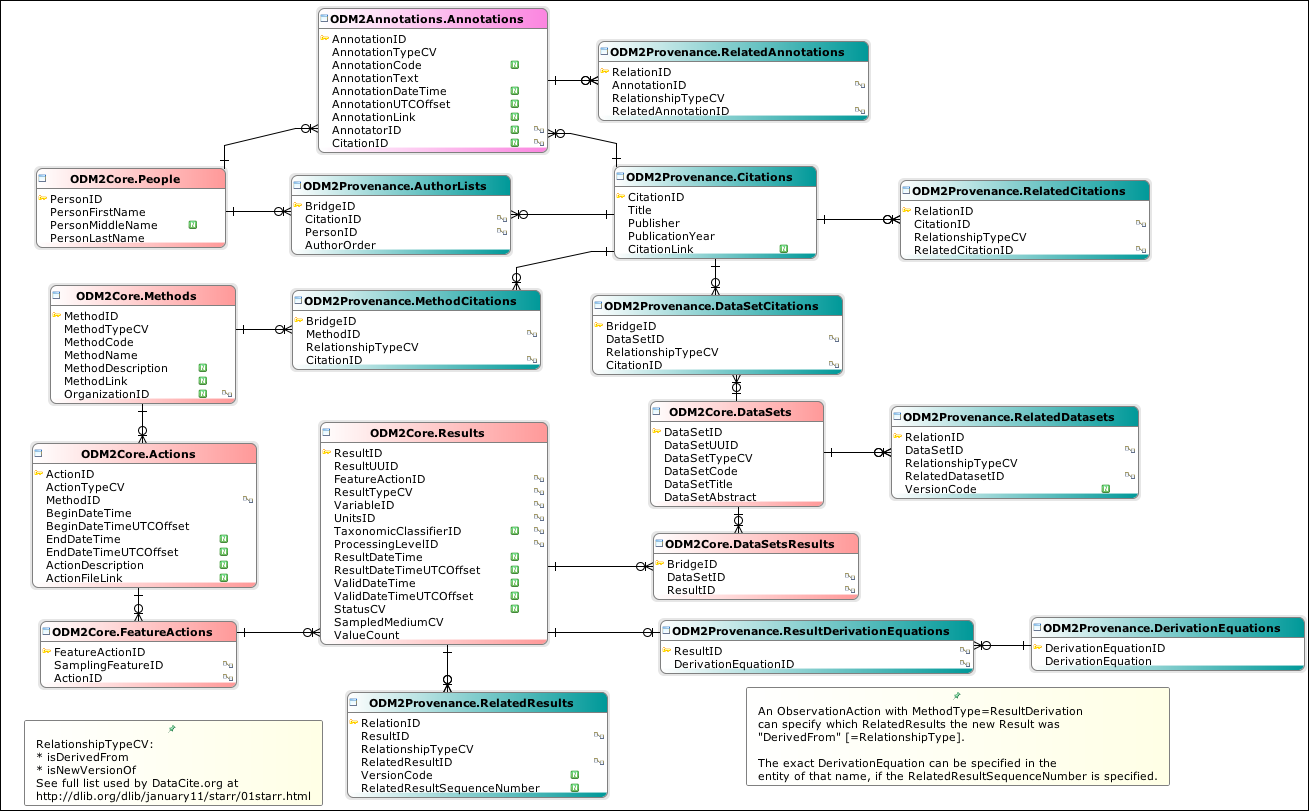 ODM2Annotations.Annotations
AnnotationID
AnnotationTypeCV
AnnotationCode N
AnnotationText
AnnotationDateTime N
AnnotationUTCOffset N
AnnotationLink N
AnnotatorID N
CitationID N
ODM2Provenance.RelatedAnnotations
RelationID
AnnotationID
RelationshipTypeCV
RelatedAnnotationID
ODM2Core.People
PersonID
PersonFirstName
PersonMiddleName N
PersonLastName
ODM2Provenance.AuthorLists
BridgeID
CitationID
PersonID
AuthorOrder
ODM2Provenance.Citations
CitationID
Title
Publisher
PublicationYear
CitationLink N
ODM2Provenance.RelatedCitations
RelationID
CitationID
RelationshipTypeCV
RelatedCitationID
ODM2Core.Methods
MethodID
MethodTypeCV
MethodCode
MethodName
MethodDescription N
MethodLink N
OrganizationID N
ODM2Provenance.MethodCitations
BridgeID
MethodID
RelationshipTypeCV
CitationID
ODM2Provenance.DataSetCitations
BridgeID
DataSetID
RelationshipTypeCV
CitationID
ODM2Core.Actions
ActionID
ActionTypeCV
MethodID
BeginDateTime
BeginDateTimeUTCOffset
EndDateTime N
EndDateTimeUTCOffset N
ActionDescription N
ActionFileLink N
ODM2Core.Results
ResultID
ResultUUID
FeatureActionID
ResultTypeCV
VariableID
UnitsID
TaxonomicClassifierID N
ProcessingLevelID
ResultDateTime N
ResultDateTimeUTCOffset N
ValidDateTime N
ValidDateTimeUTCOffset N
StatusCV N
SampledMediumCV
ValueCount
ODM2Core.DataSets
DataSetID
DataSetUUID
DataSetTypeCV
DataSetCode
DataSetTitle
DataSetAbstract
ODM2Provenance.RelatedDatasets
RelationID
DataSetID
RelationshipTypeCV
RelatedDatasetID
VersionCode N
ODM2Core.DataSetsResults
BridgeID
DataSetID
ResultID
ODM2Core.FeatureActions
FeatureActionID
SamplingFeatureID
ActionID
ODM2Provenance.ResultDerivationEquations
ResultID
DerivationEquationID
ODM2Provenance.DerivationEquations
DerivationEquationID
DerivationEquation
ODM2Provenance.RelatedResults
RelationID
ResultID
RelationshipTypeCV
RelatedResultID
VersionCode N
RelatedResultSequenceNumber N
RelationshipTypeCV:
* isDerivedFrom
* isNewVersionOf
See full list used by DataCite.org at
http://dlib.org/dlib/january11/starr/01starr.html
An ObservationAction with MethodType=ResultDerivation
can specify which RelatedResults the new Result was
"DerivedFrom" [=RelationshipType].
The exact DerivationEquation can be specified in the
entity of that name, if the RelatedResultSequenceNumber is specified.